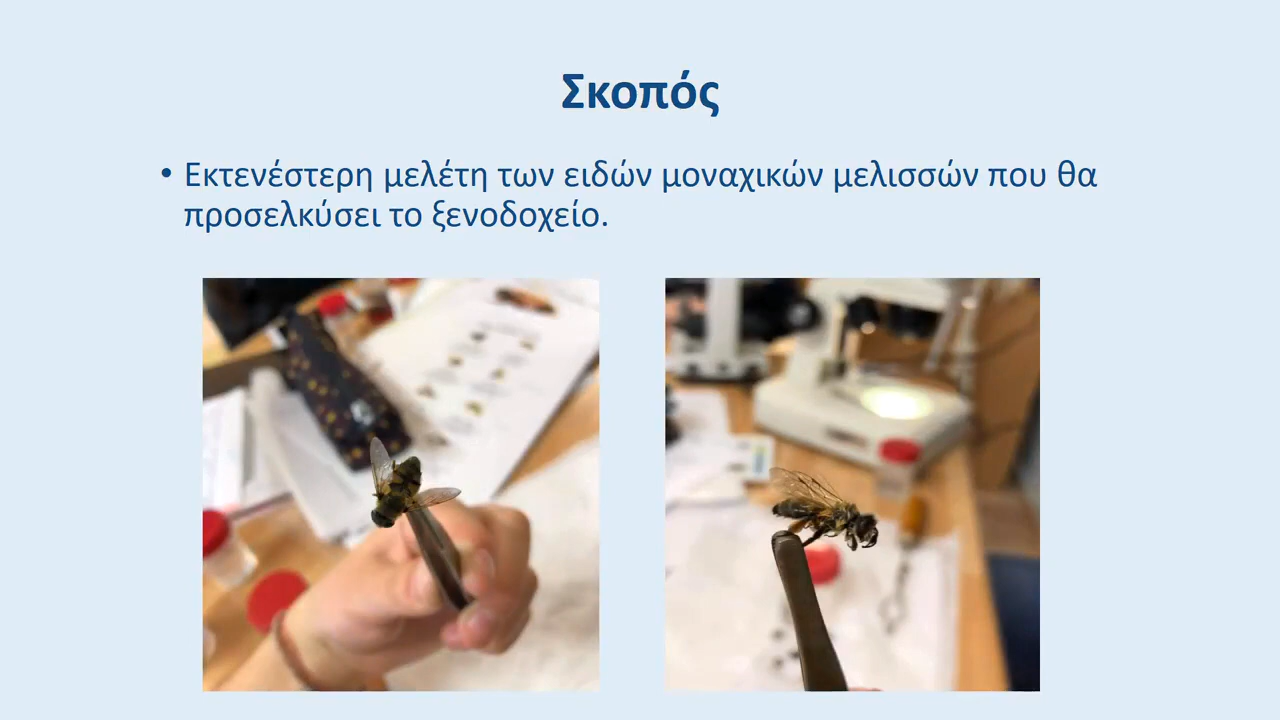 Σκοπός
• Εκτενέστερη μελέτη των ειδών μοναχικών μελισσών που θα
προσελκύσει το ξενοδοχείο.